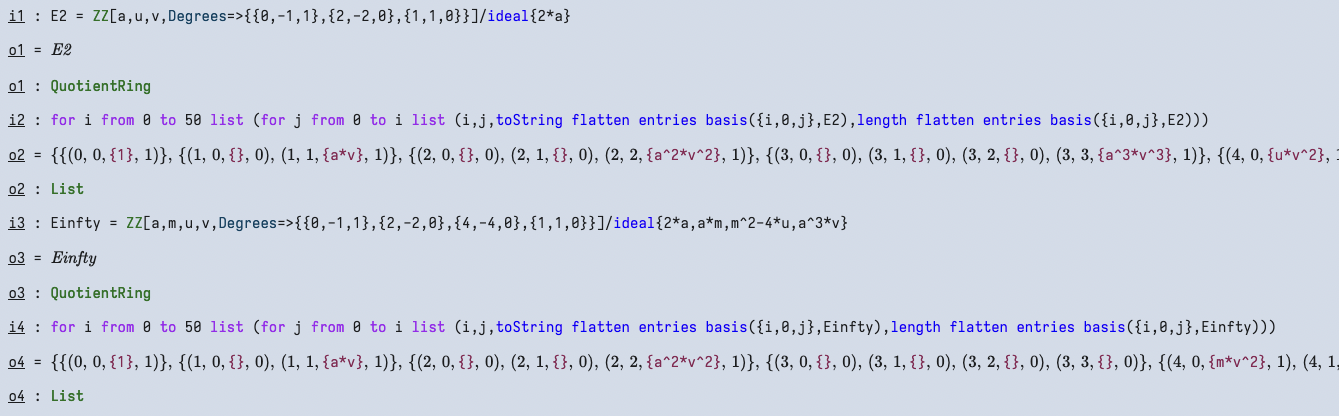 i1 : E2 = ZZ[a,u,v,Degrees=>{{0,-1,1},{2,-2,0},{1,1,0}}]/ideal{2*a}
o1 = E2
o1 : QuotientRing
i2 : for i from 0 to 50 list (for j from 0 to i list (i,j,toString flatten entries basis({i,0,j},E2),length flatten entries basis({i,0,j},E2)))
o2 = {{(0, 0,{1}, 1)}, {(1, 0,{}, 0), (1, 1,{a*v}, 1)}, {(2, 0,{}, 0), (2, 1,{}, 0), (2, 2,{a^2*v^2}, 1)}, {(3, 0,{}, 0), (3, 1,{}, 0), (3, 2,{}, 0), (3, 3,{a^3*v^3}, 1)}, {(4, 0,{u*v^2}, 1
o2 : List
i3 : Einfty = ZZ[a,m,u,v,Degrees=>{{0,-1,1},{2,-2,0},{4,-4,0},{1,1,0}}]/ideal{2*a,a*m,m^2-4*u,a^3*v}
o3 = Einfty
o3 : QuotientRing
i4 : for i from 0 to 50 list (for j from 0 to i list (i,j,toString flatten entries basis({i,0,j},Einfty),length flatten entries basis({i,0,j},Einfty)))
o4 = {{(0, 0,{1}, 1)}, {(1, 0,{}, 0), (1, 1,{a*v}, 1)}, {(2, 0,{}, 0), (2, 1,{}, 0), (2, 2,{a^2*v^2}, 1)}, {(3, 0,{}, 0), (3, 1,{}, 0), (3, 2,{}, 0), (3, 3,{}, 0)}, {(4, 0,{m*v^2}, 1), (4, 1,
o4 : List